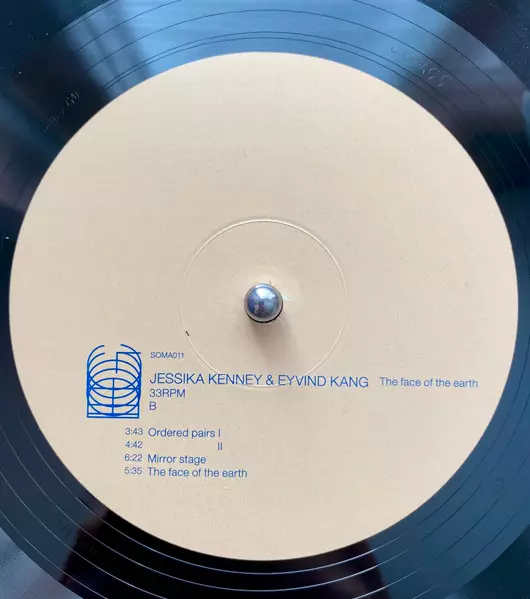 SOMA011
JESSIKA KENNEY & EYVIND KANG The face of the earth
33RPM
B
3:43 Ordered pairs I
4:42 II
6:22 Mirror stage
5:35 The face of the earth